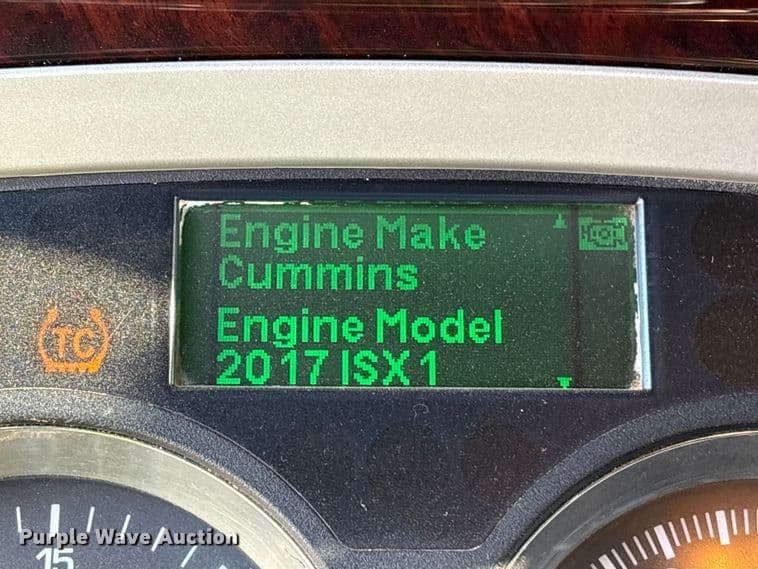 Engine Make
Cummins
Engine Model
2017 ISX1
TC
15
Purple Wave Auction